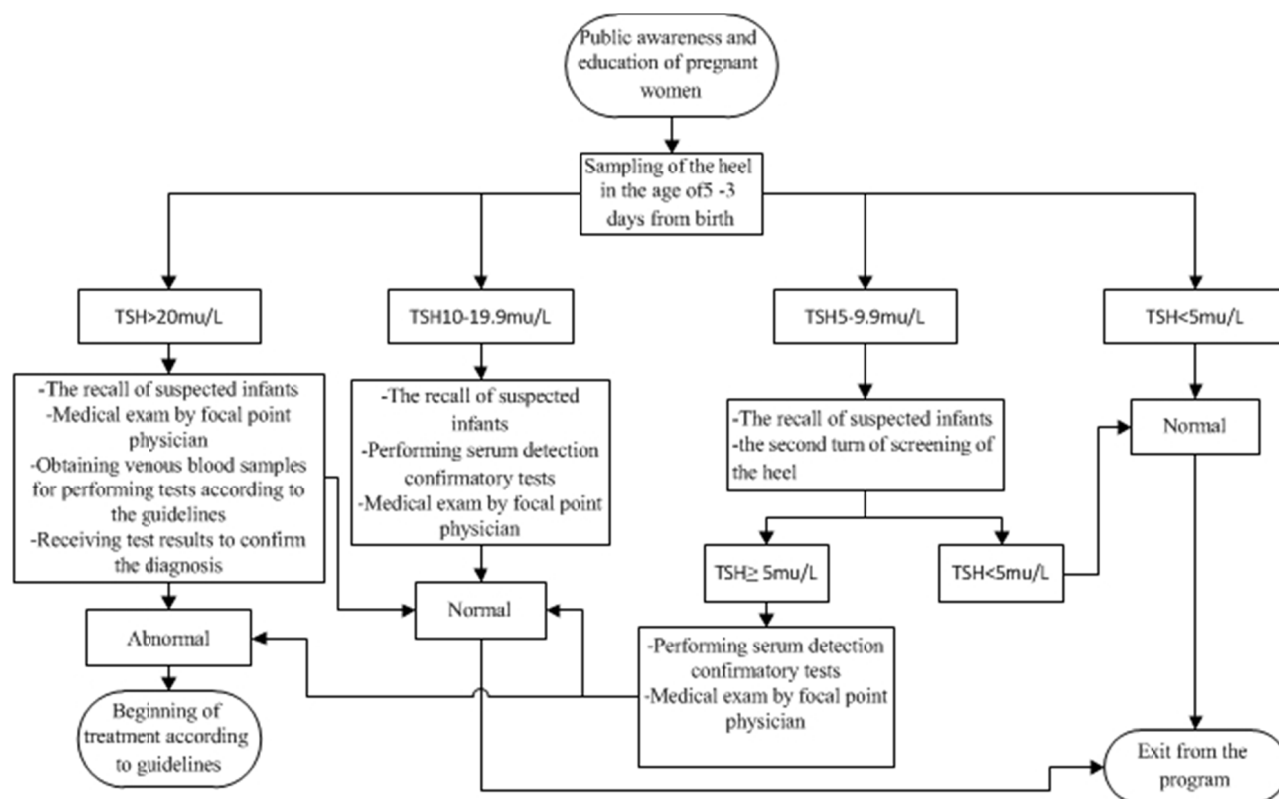 Public awareness and
education of pregnant
women
Sampling of the heel
in the age of5 -3
days from birth
TSH>20mu/L
TSH10-19.9mu/L
TSH5-9.9mu/L
TSH<5mu/L
-The recall of suspected infants
-Medical exam by focal point
physician
-Obtaining venous blood samples
for performing tests according to
the guidelines
-Receiving test results to confirm
the diagnosis
-The recall of suspected
infants
-Performing serum detection
confirmatory tests
-Medical exam by focal point
physician
-The recall of suspected infants
-the second turn of screening of
the heel
Normal
TSH≥ 5mu/L
TSH<5mu/L
Abnormal
Normal
-Performing serum detection
confirmatory tests
-Medical exam by focal point
physician
Beginning of
treatment according
to guidelines
Exit from the
program